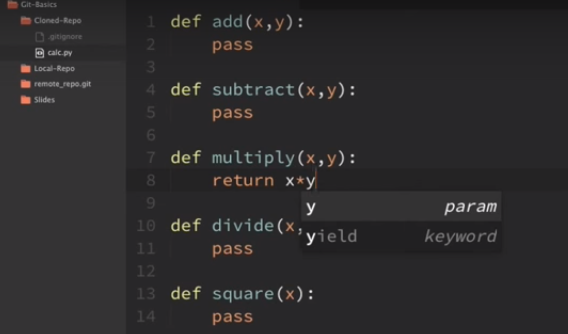 Git-Basics
Cloned-Repo
.gitignore
calc.py
Local-Repo
remote_repo.git
Slides
1 def add(x,y):
2 pass
3
4 def subtract(x,y):
5 pass
6
7 def multiply(x,y):
8 return x*y
9
y param
10 def divide(x,
yield keyword
11 pass
12
13 def square(x):
14 pass